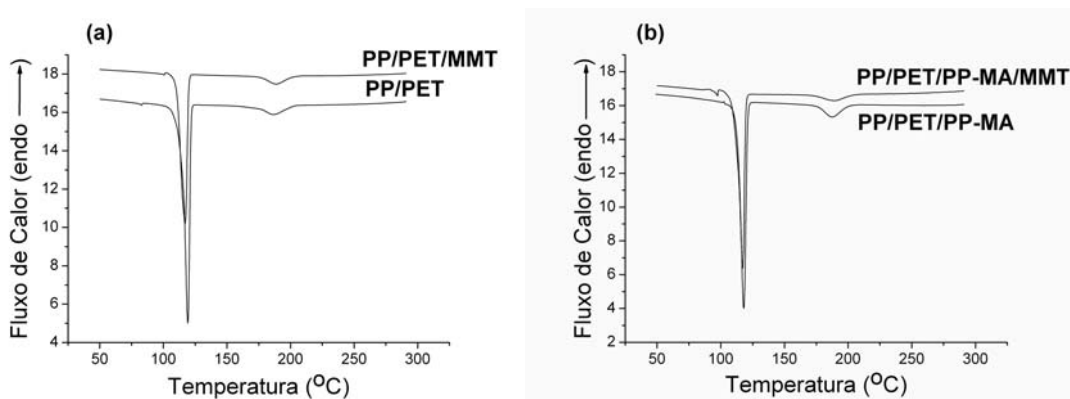 (a)
PP/PET/MMT
PP/PET
18
16
14
12
10
8
6
4
50 100 150 200 250 300
Fluxo de Calor (endo → )
Temperatura (ºC)
(b)
PP/PET/PP-MA/MMT
PP/PET/PP-MA
18
16
14
12
10
8
6
4
2
50 100 150 200 250 300
Fluxo de Calor (endo → )
Temperatura (ºC)